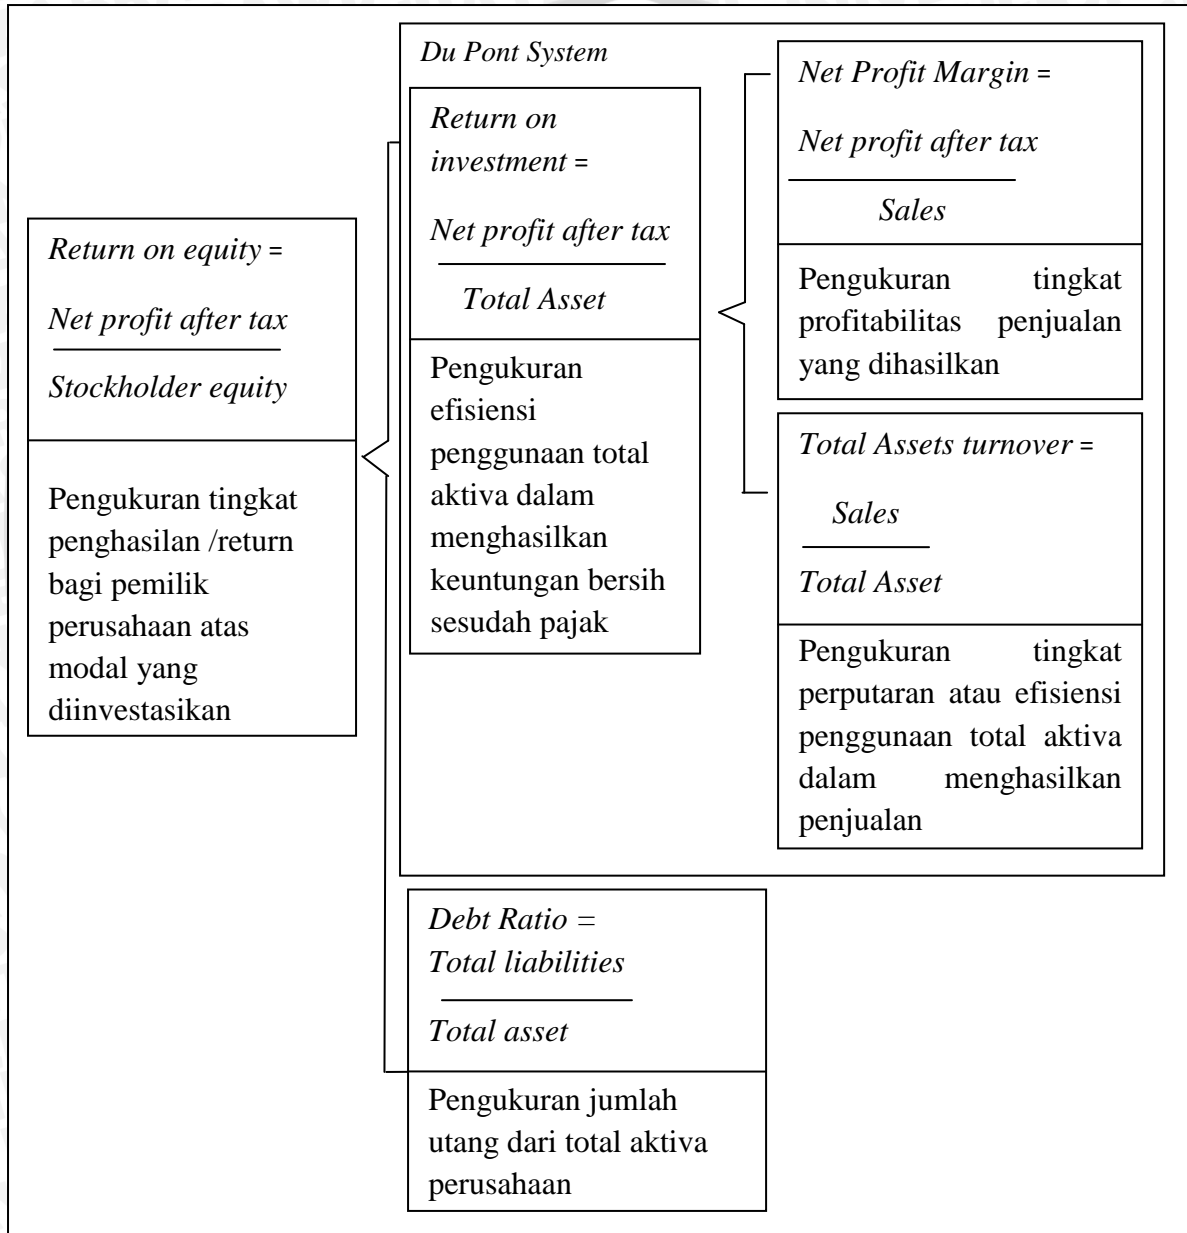 Return on equity =
Net profit after tax
Stockholder equity
Pengukuran tingkat
penghasilan /return
bagi pemilik
perusahaan atas
modal yang
diinvestasikan
Du Pont System
Return on
investment =
Net profit after tax
Total Asset
Pengukuran
efisiensi
penggunaan total
aktiva dalam
menghasilkan
keuntungan bersih
sesudah pajak
Net Profit Margin =
Net profit after tax
Sales
Pengukuran tingkat
profitabilitas penjualan
yang dihasilkan
Total Assets turnover =
Sales
Total Asset
Pengukuran tingkat
perputaran atau efisiensi
penggunaan total aktiva
dalam menghasilkan
penjualan
Debt Ratio =
Total liabilities
Total asset
Pengukuran jumlah
utang dari total aktiva
perusahaan